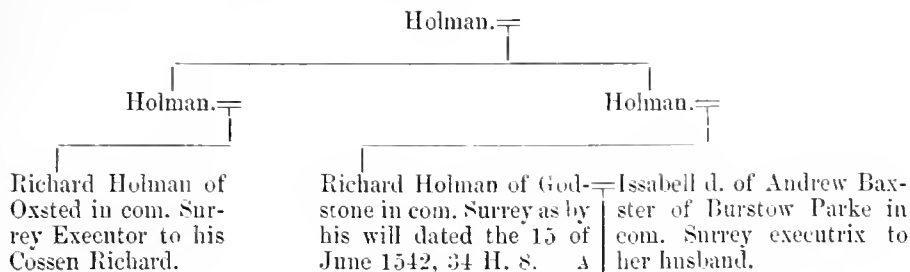 Holman.
Holman.
Holman.
Richard Holman of
Oxsted in com. Sur-
rey Executor to his
Cossen Richard.
Richard Holman of God-
stone in com. Surrey as by
his will dated the 15 of
June 1542, 34 H. 8. A
Issabell d. of Andrew Bax-
ster of Burstow Parke in
com. Surrey executrix to
her husband.